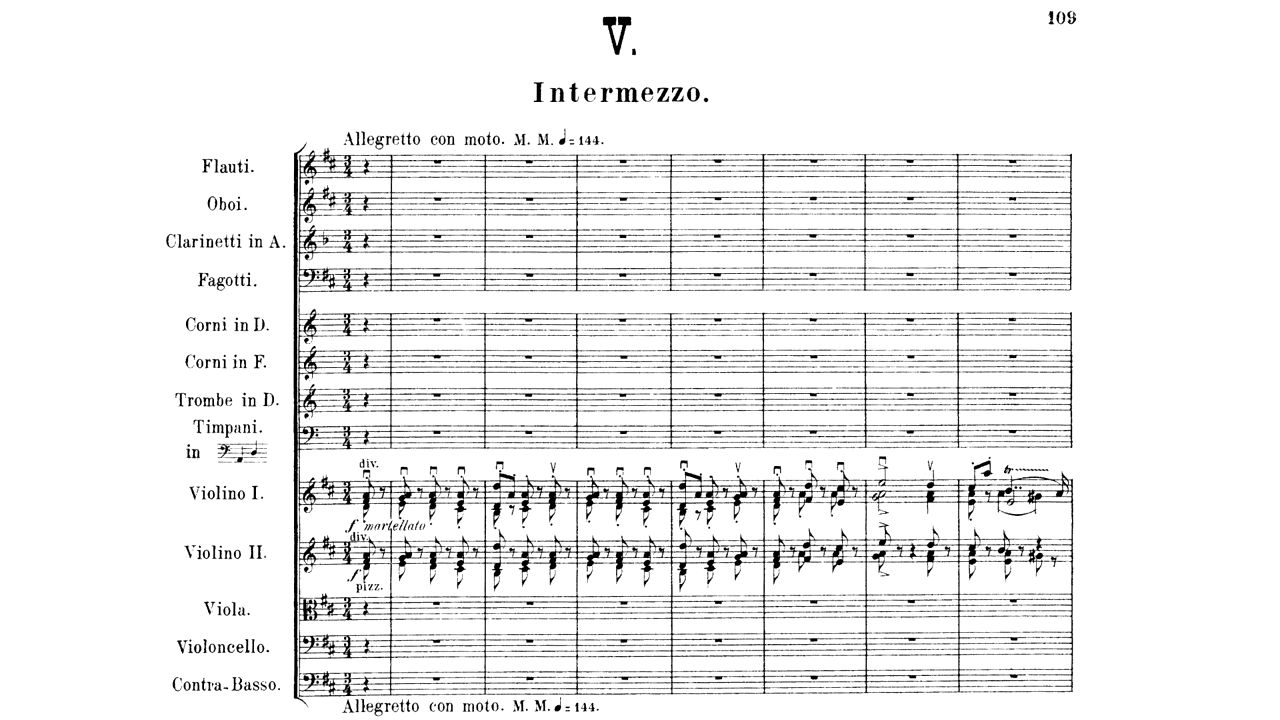 109
V.
Intermezzo.
Allegretto con moto. M. M. ♩=144.
Flauti.
Oboi.
Clarinetti in A.
Fagotti.
Corni in D.
Corni in F.
Trombe in D.
Timpani.
in
div.
Violino I.
f martellato
div.
Violino II.
f
pizz.
Viola.
Violoncello.
Contra-Basso.
Allegretto con moto. M. M. ♩=144.